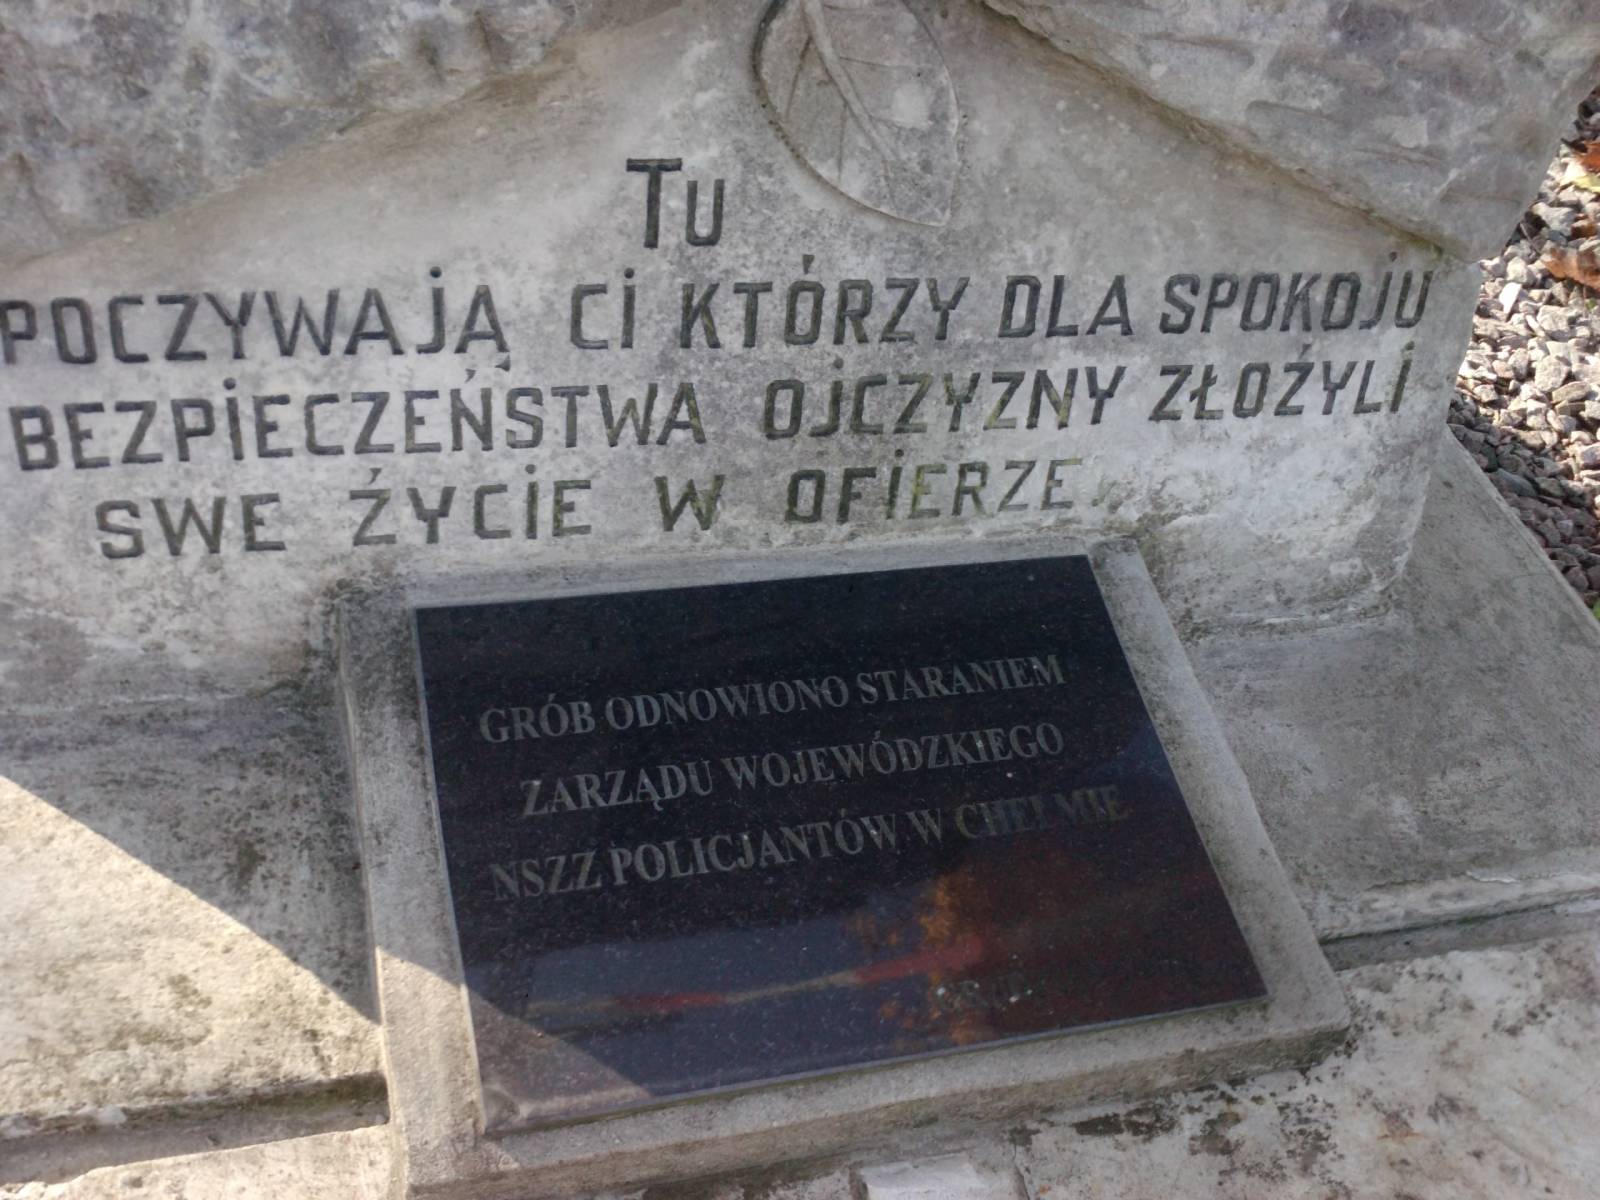 Tu
POCZYWAJĄ CI KTÓRZY DLA SPOKOJU
BEZPIECZEŃSTWA OJCZYZNY ZŁOŻYLI
SWE ŻYCIE W OFIERZE
GRÓB ODNOWIONO STARANIEM
ZARZĄDU WOJEWÓDZKIEGO
NSZZ POLICJANTÓW W CHEŁMIE